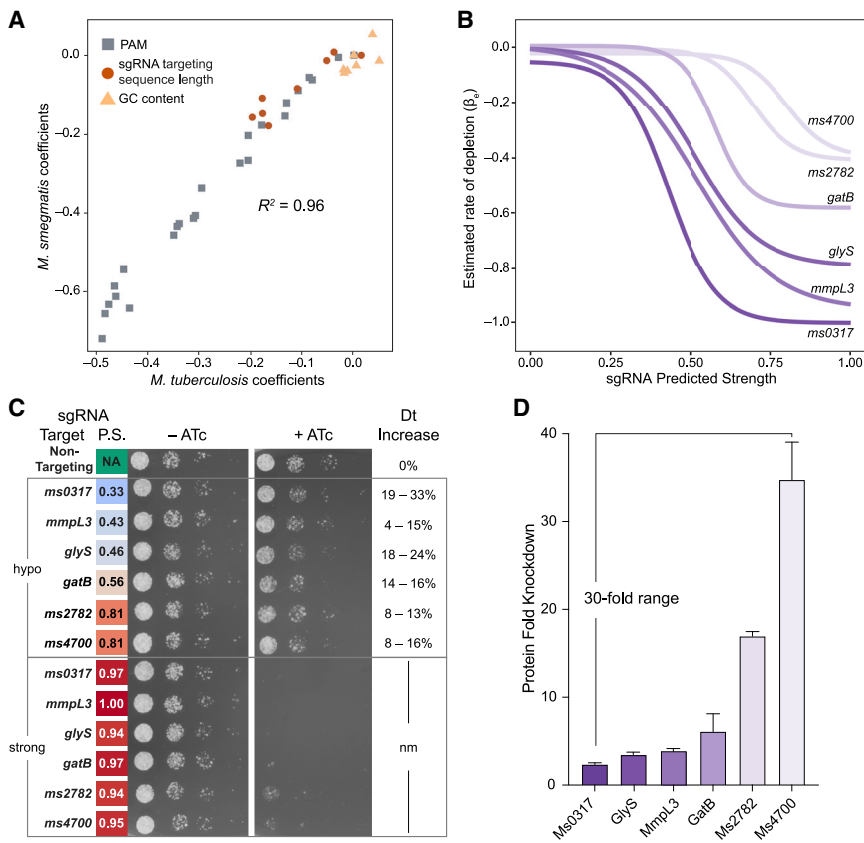 A
PAM
sgRNA targeting
sequence length
GC content
R² = 0.96
0.0
−0.2
−0.4
−0.6
−0.5
−0.4
−0.3
−0.2
−0.1
0.0
M. smegmatis coefficients
M. tuberculosis coefficients
B
0.0
−0.2
−0.4
−0.6
−0.8
−1.0
0.00
0.25
0.50
0.75
1.00
Estimated rate of depletion (βe)
sgRNA Predicted Strength
ms4700
ms2782
gatB
glyS
mmpL3
ms0317
C
sgRNA
Target P.S. – ATc + ATc
Dt
Increase
Non-
Targeting NA 0%
hypo
ms0317 0.33 19 – 33%
mmpL3 0.43 4 – 15%
glyS 0.46 18 – 24%
gatB 0.56 14 – 16%
ms2782 0.81 8 – 13%
ms4700 0.81 8 – 16%
strong
ms0317 0.97
mmpL3 1.00
glyS 0.94
nm
gatB 0.97
ms2782 0.94
ms4700 0.95
D
Protein Fold Knockdown
40
30
20
10
0
30-fold range
Ms0317
GlyS
MmpL3
GatB
Ms2782
Ms4700